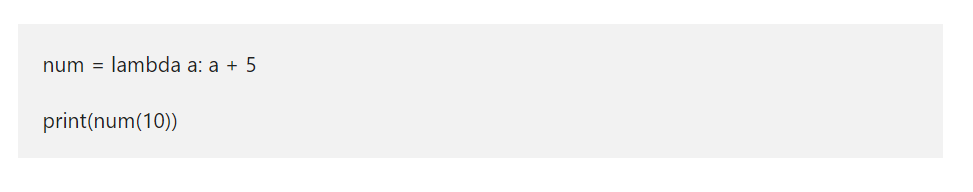 num = lambda a: a + 5
print(num(10))